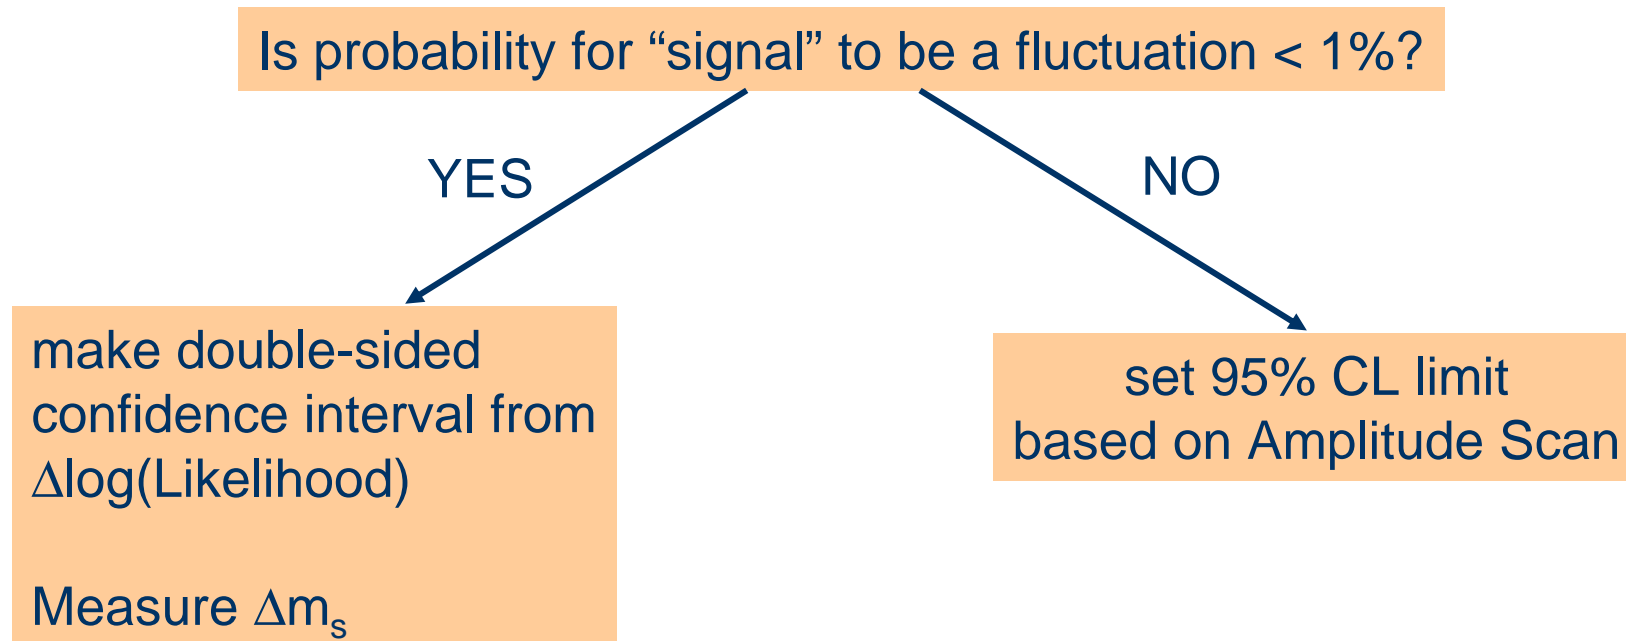 Is probability for “signal” to be a fluctuation < 1%?
YES
NO
make double-sided
confidence interval from
Δlog(Likelihood)
Measure Δmₛ
set 95% CL limit
based on Amplitude Scan